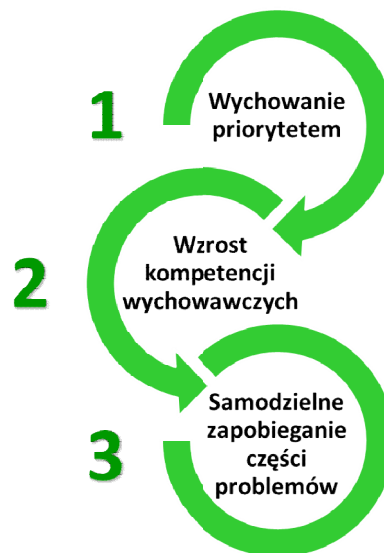 1
Wychowanie
priorytetem
2
Wzrost
kompetencji
wychowawczych
3
Samodzielne
zapobieganie
części
problemów